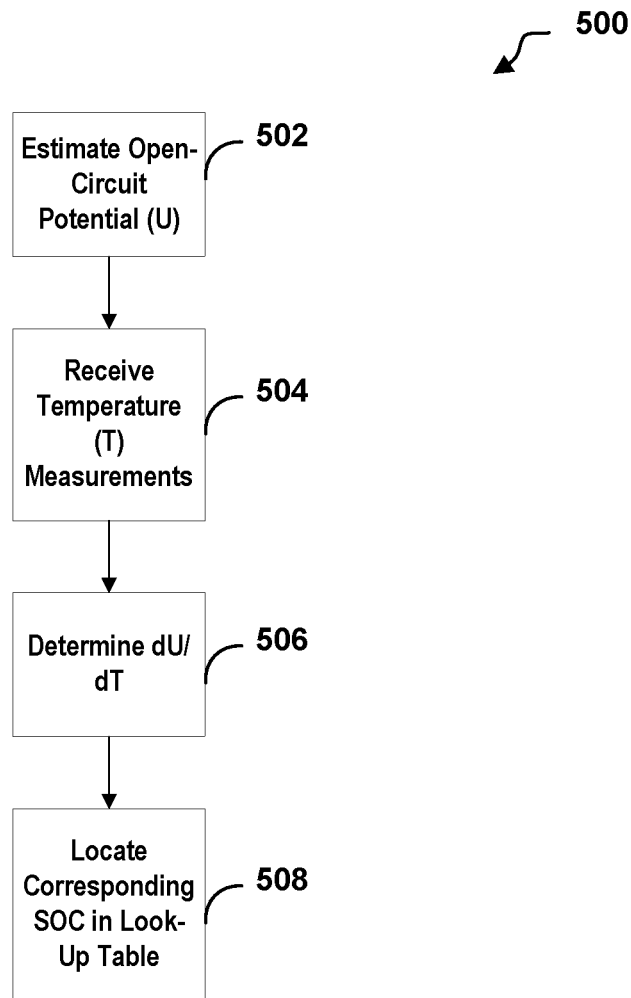 500
Estimate Open-
Circuit
Potential (U)
502
Receive
Temperature
(T)
Measurements
504
Determine dU/
dT
506
Locate
Corresponding
SOC in Look-
Up Table
508